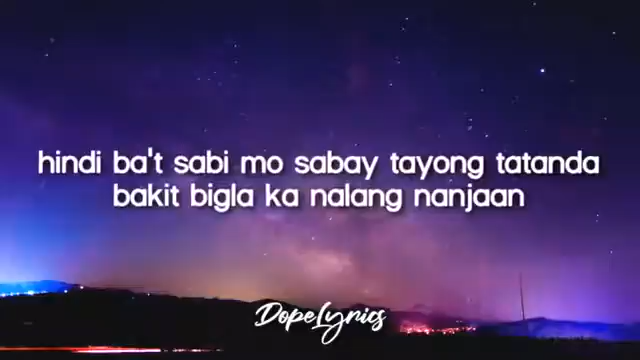 hindi ba't sabi mo sabay tayong tatanda
bakit bigla ka nalang nanjaan
DopeLyrics